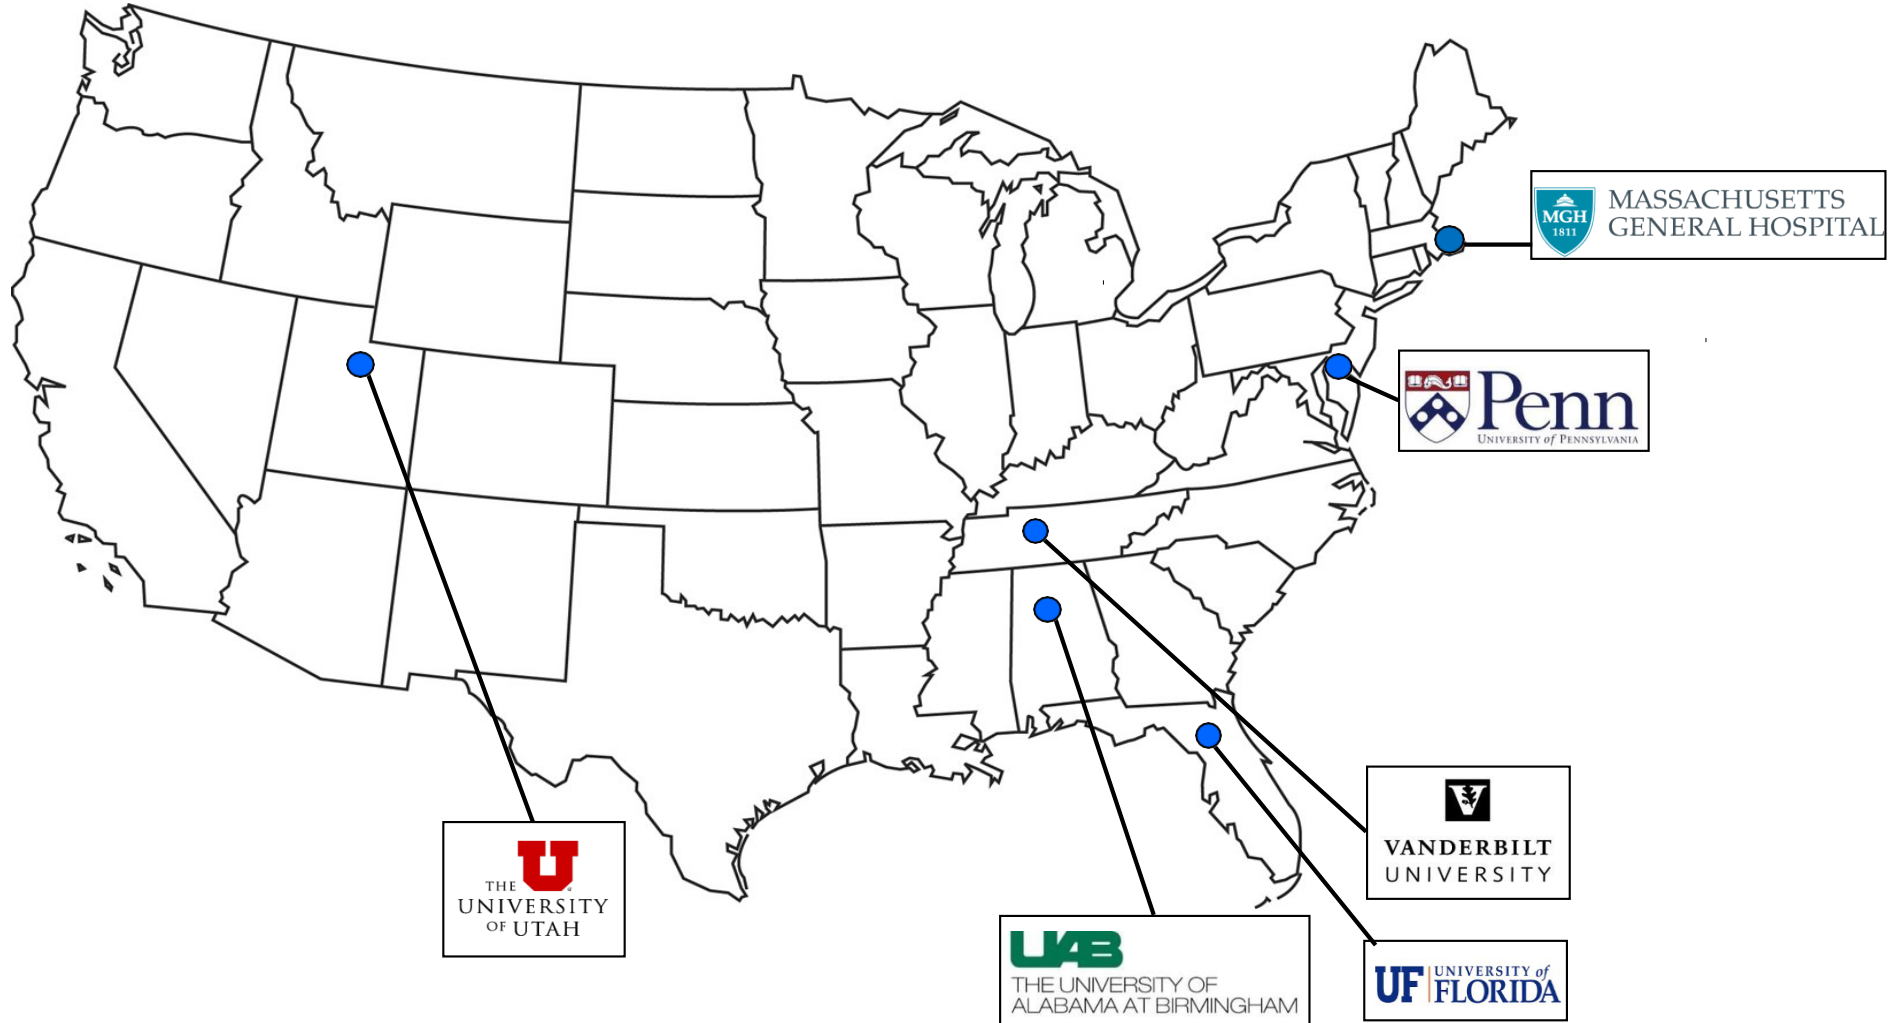 MGH
1811
MASSACHUSETTS
GENERAL HOSPITAL
Penn
UNIVERSITY of PENNSYLVANIA
V
VANDERBILT
UNIVERSITY
U
THE
UNIVERSITY
OF UTAH
UAB
THE UNIVERSITY OF
ALABAMA AT BIRMINGHAM
UF
UNIVERSITY of
FLORIDA